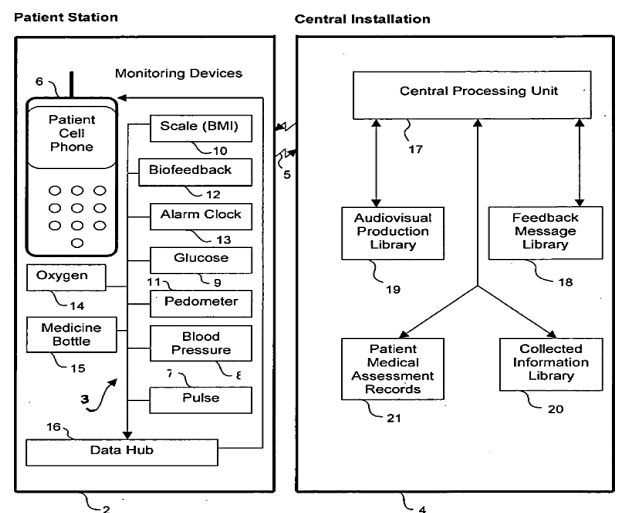 Patient Station
Central Installation
6
Monitoring Devices
Patient
Cell
Phone
Scale (BMI)
10
Biofeedback
12
Alarm Clock
13
Glucose
9
Oxygen
14
11
Pedometer
Medicine
Bottle
15
Blood
Pressure
8
7
Pulse
3
16
Data Hub
2
5
Central Processing Unit
17
Audiovisual
Production
Library
19
Feedback
Message
Library
18
Patient
Medical
Assessment
Records
21
Collected
Information
Library
20
4